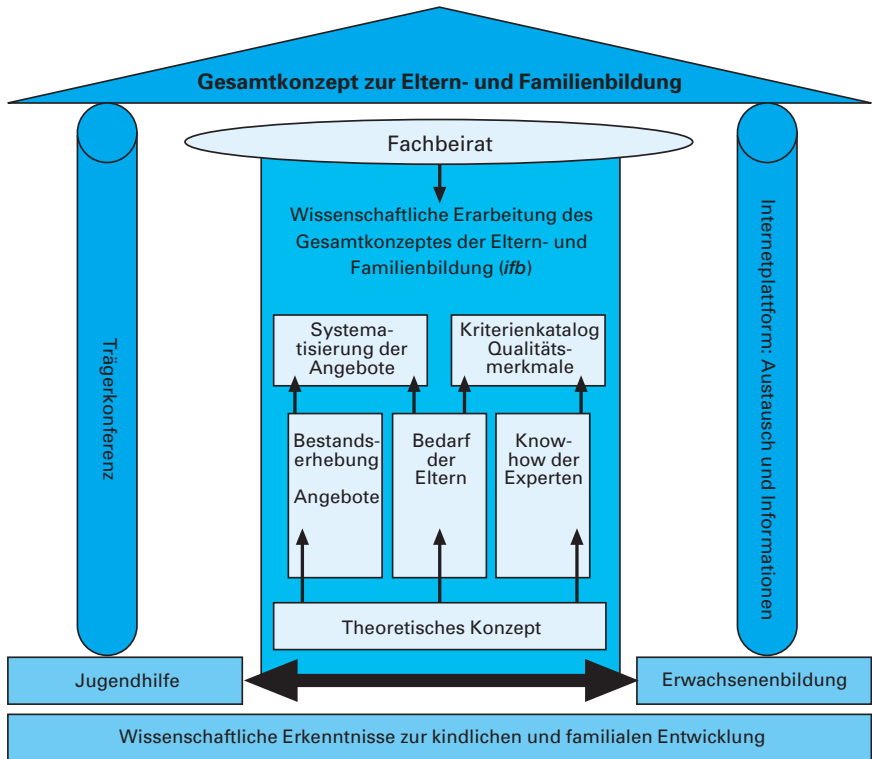 Gesamtkonzept zur Eltern- und Familienbildung
Fachbeirat
Wissenschaftliche Erarbeitung des
Gesamtkonzeptes der Eltern- und
Familienbildung (ifb)
Trägerkonferenz
Internetplattform: Austausch und Informationen
Systema-
tisierung der
Angebote
Kriterienkatalog
Qualitäts-
merkmale
Bestands-
erhebung
Angebote
Bedarf
der
Eltern
Know-
how der
Experten
Theoretisches Konzept
Jugendhilfe
Erwachsenenbildung
Wissenschaftliche Erkenntnisse zur kindlichen und familialen Entwicklung